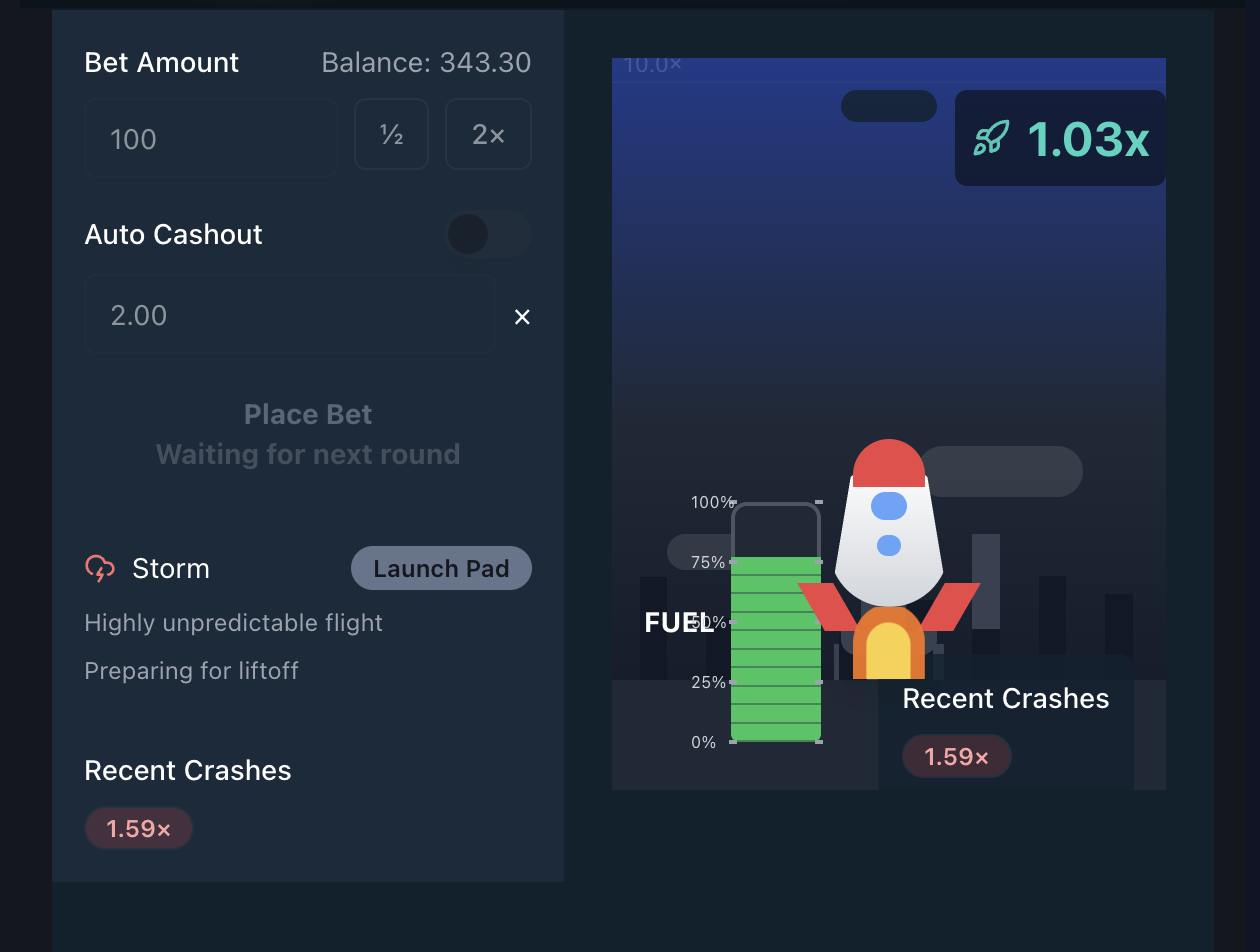 Bet Amount
Balance: 343.30
100
½
2×
Auto Cashout
2.00
×
Place Bet
Waiting for next round
Storm
Launch Pad
Highly unpredictable flight
Preparing for liftoff
Recent Crashes
1.59×
10.0×
1.03x
100%
75%
FUEL
50%
25%
0%
Recent Crashes
1.59×